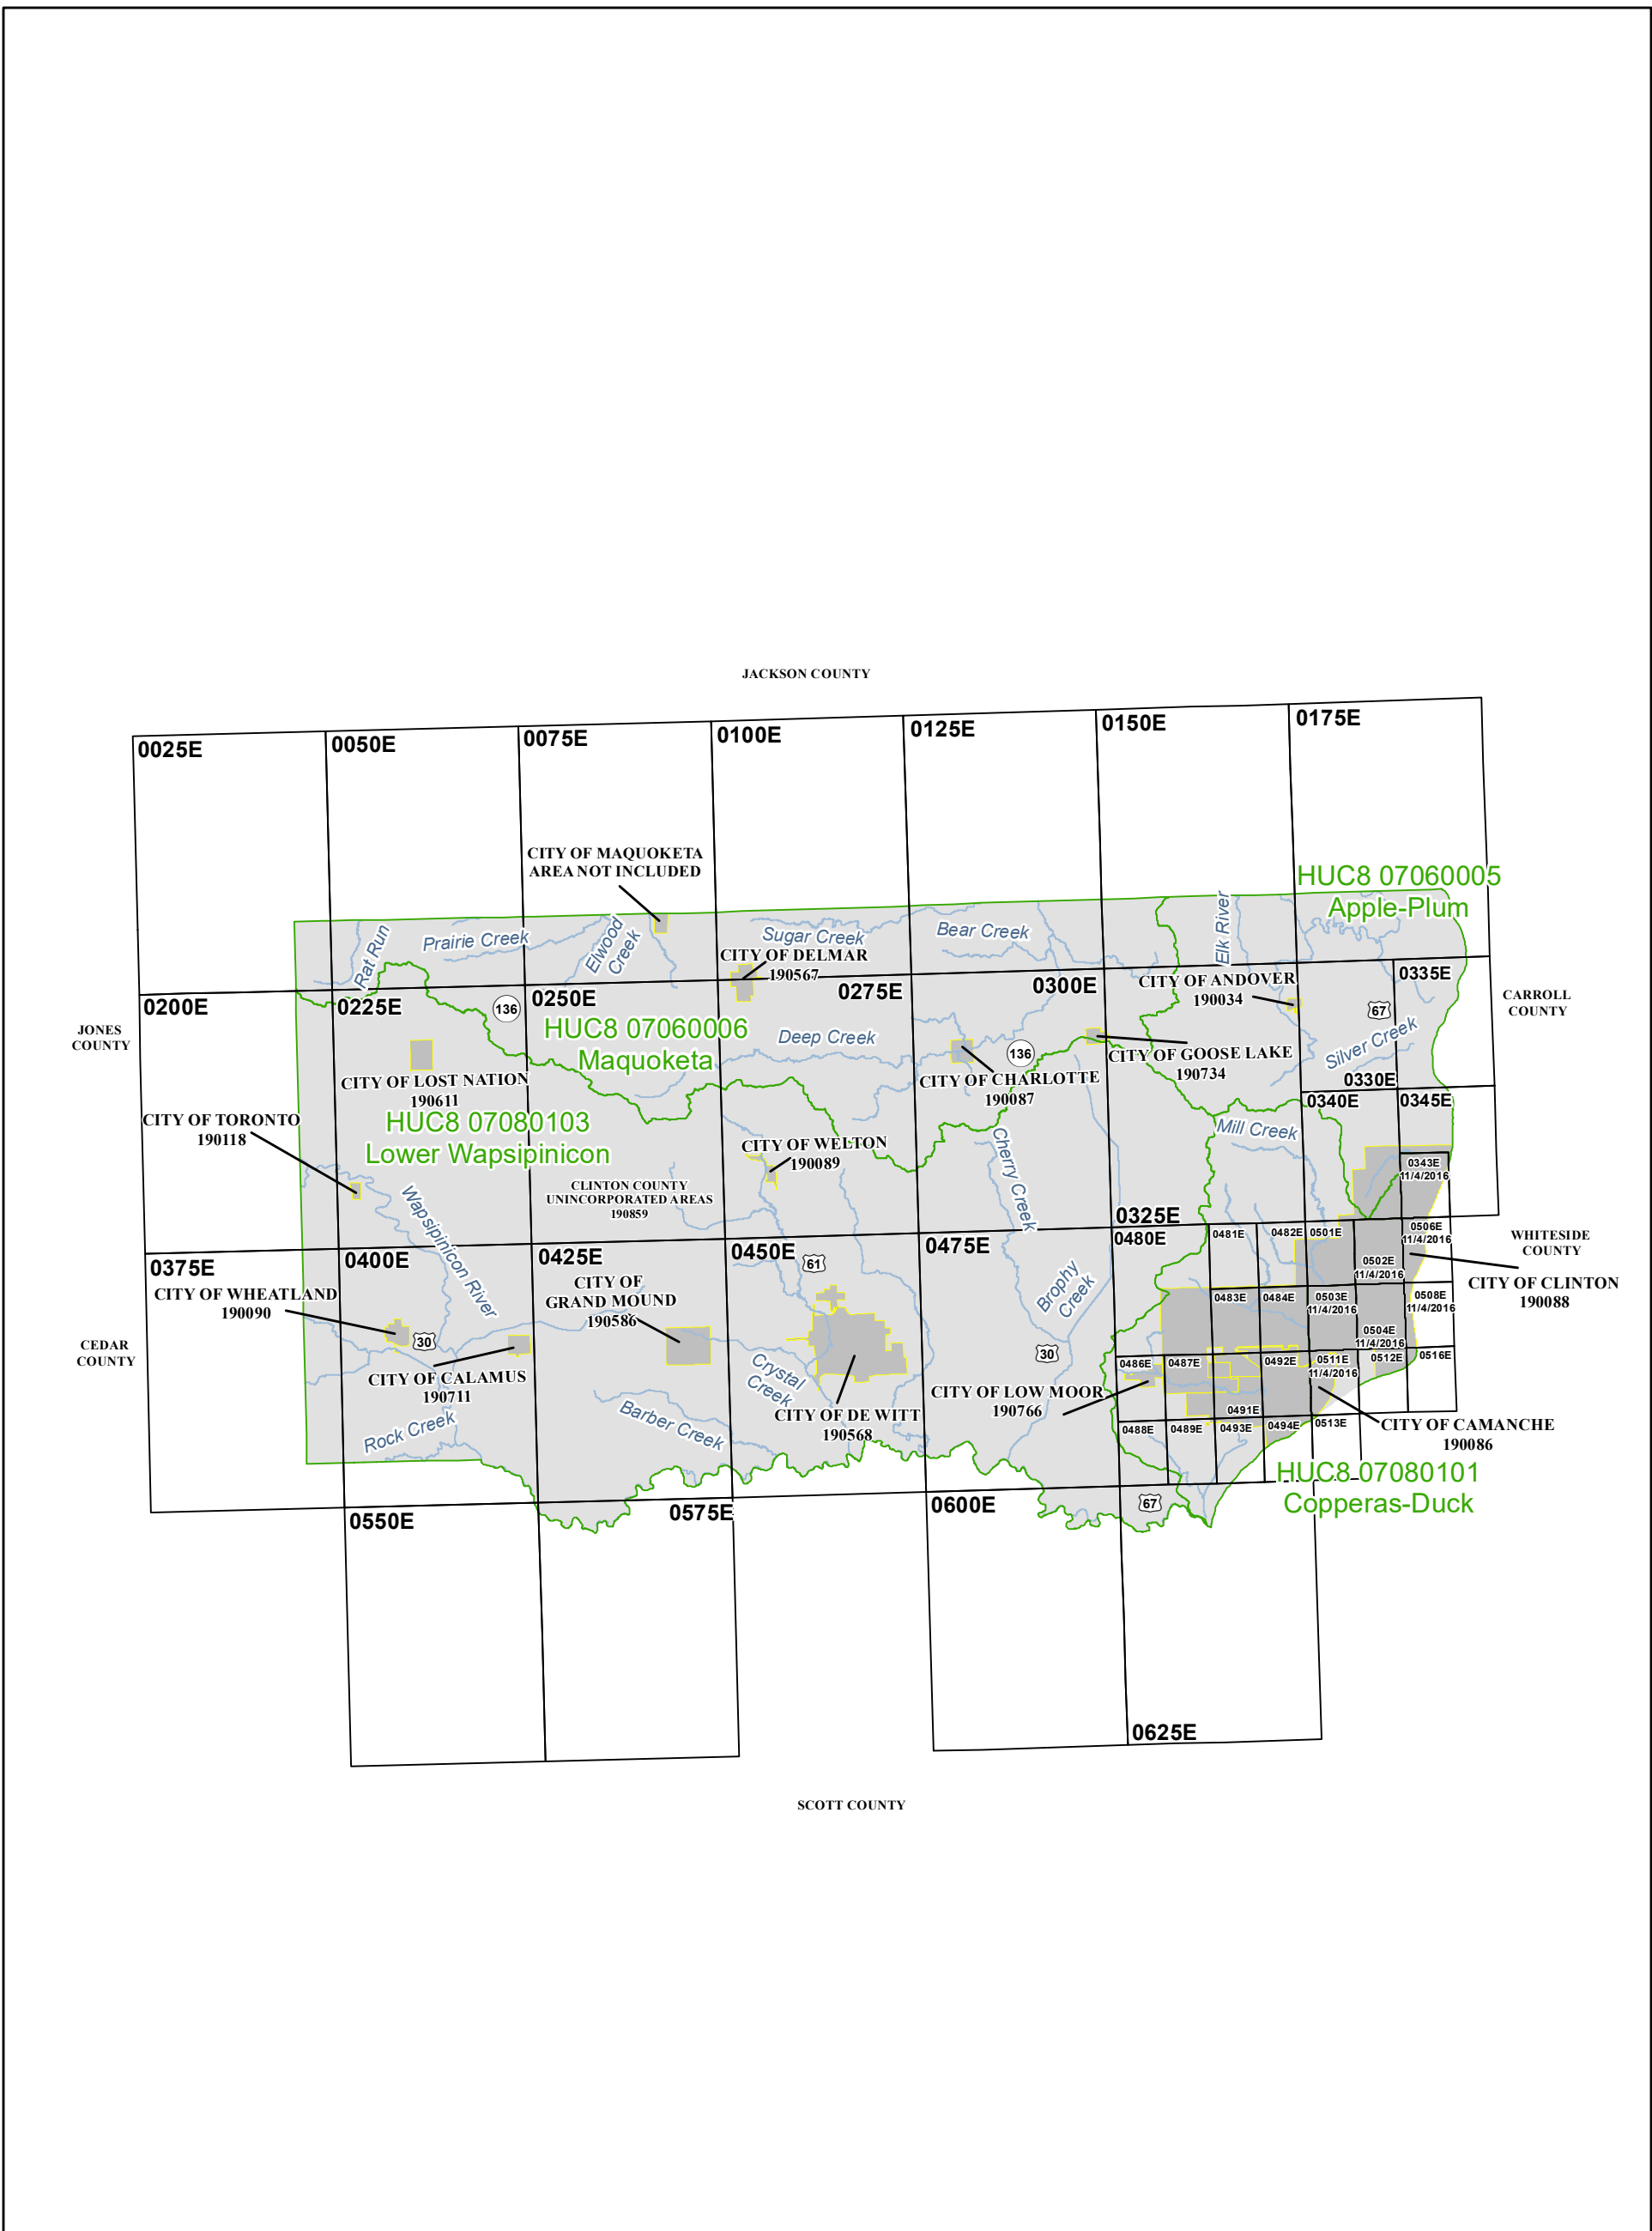 JACKSON COUNTY
0025E
0050E
0075E
0100E
0125E
0150E
0175E
CITY OF MAQUOKETA
AREA NOT INCLUDED
HUC8 07060005
Apple-Plum
Rat Run
Prairie Creek
Elwood
Creek
Sugar Creek
Bear Creek
Elk River
CITY OF DELMAR
190567
0200E
0225E
136
0250E
0275E
0300E
CITY OF ANDOVER
190034
67
0335E
CARROLL
COUNTY
JONES
COUNTY
HUC8 07060006
Maquoketa
Deep Creek
136
Silver Creek
CITY OF LOST NATION
190611
CITY OF CHARLOTTE
190087
CITY OF GOOSE LAKE
190734
0330E
0340E
0345E
CITY OF TORONTO
190118
HUC8 07080103
Lower Wapsipinicon
CITY OF WELTON
190089
Cherry Creek
Mill Creek
0343E
11/4/2016
CLINTON COUNTY
UNINCORPORATED AREAS
190859
Wapsipinicon River
0325E
0375E
0400E
0425E
0450E
61
0475E
0480E
0481E
0482E
0501E
0506E
11/4/2016
0502E
11/4/2016
WHITESIDE
COUNTY
CITY OF CLINTON
190088
CITY OF WHEATLAND
190090
30
CITY OF
GRAND MOUND
190586
Brophy
Creek
0483E
0484E
0503E
11/4/2016
0508E
11/4/2016
0504E
11/4/2016
CEDAR
COUNTY
CITY OF CALAMUS
190711
Crystal
Creek
30
0486E
0487E
0492E
0511E
11/4/2016
0512E
0516E
CITY OF LOW MOOR
190766
Rock Creek
Barber Creek
CITY OF DE WITT
190568
0491E
0488E
0489E
0493E
0494E
0513E
CITY OF CAMANCHE
190086
HUC8 07080101
Copperas-Duck
0550E
0575E
0600E
67
0625E
SCOTT COUNTY